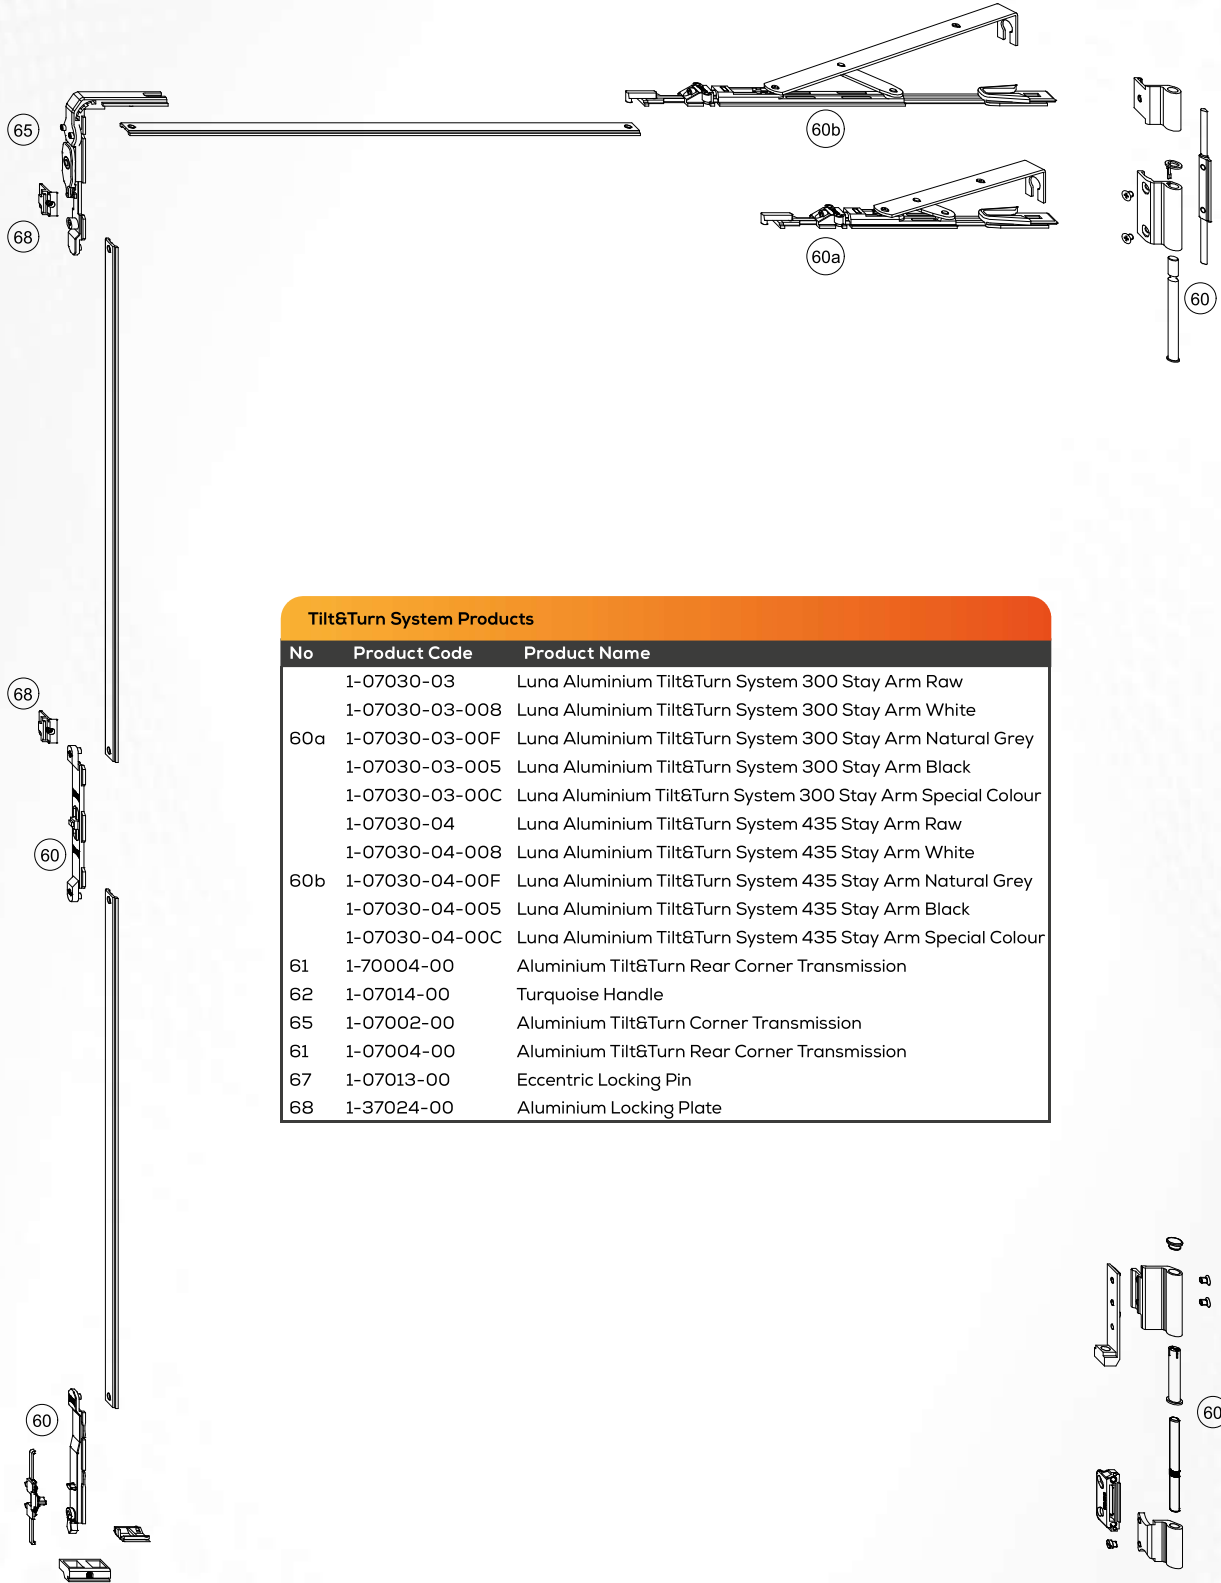 60b
65
68
60a
60
Tilt&Turn System Products
No Product Code Product Name
1-07030-03 Luna Aluminium Tilt&Turn System 300 Stay Arm Raw
1-07030-03-008 Luna Aluminium Tilt&Turn System 300 Stay Arm White
60a 1-07030-03-00F Luna Aluminium Tilt&Turn System 300 Stay Arm Natural Grey
1-07030-03-005 Luna Aluminium Tilt&Turn System 300 Stay Arm Black
1-07030-03-00C Luna Aluminium Tilt&Turn System 300 Stay Arm Special Colour
1-07030-04 Luna Aluminium Tilt&Turn System 435 Stay Arm Raw
1-07030-04-008 Luna Aluminium Tilt&Turn System 435 Stay Arm White
60b 1-07030-04-00F Luna Aluminium Tilt&Turn System 435 Stay Arm Natural Grey
1-07030-04-005 Luna Aluminium Tilt&Turn System 435 Stay Arm Black
1-07030-04-00C Luna Aluminium Tilt&Turn System 435 Stay Arm Special Colour
61 1-70004-00 Aluminium Tilt&Turn Rear Corner Transmission
62 1-07014-00 Turquoise Handle
65 1-07002-00 Aluminium Tilt&Turn Corner Transmission
61 1-07004-00 Aluminium Tilt&Turn Rear Corner Transmission
67 1-07013-00 Eccentric Locking Pin
68 1-37024-00 Aluminium Locking Plate
68
60
60
60